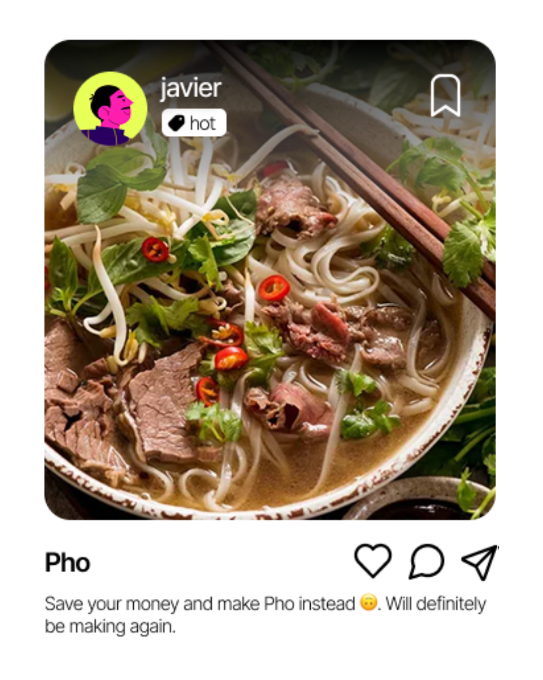 javier
hot
Pho
Save your money and make Pho instead 🙃. Will definitely
be making again.